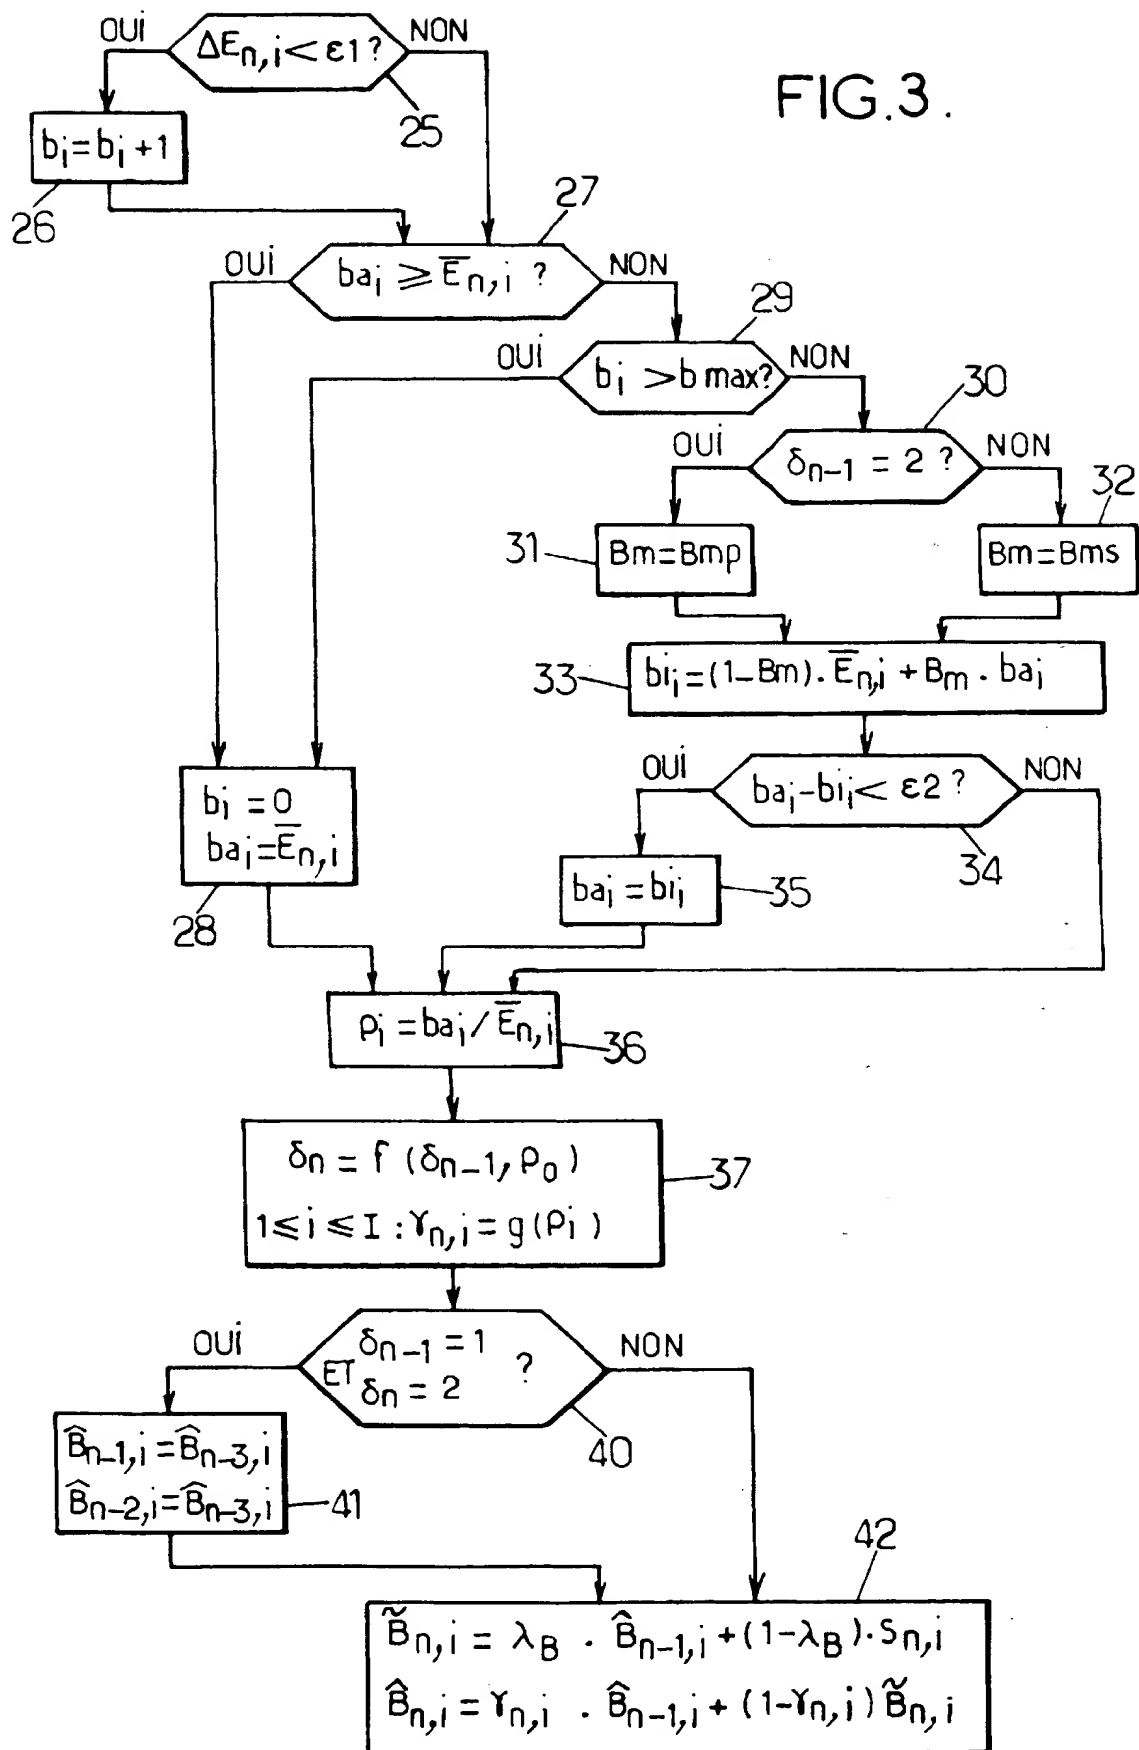 FIG.3.
OUi
ΔEn,i < ε1 ?
NON
25
bi = bi + 1
26
27
OUi
bai ⩾ E̅n,i ?
NON
29
OUi
bi > b max?
NON
30
OUi
δn-1 = 2 ?
NON
32
31
Bm = Bmp
Bm = Bms
33
bii = (1-Bm). E̅n,i + Bm . bai
OUi
bai - bii < ε2 ?
NON
34
bi = 0
bai = E̅n,i
28
bai = bii
35
ρi = bai / E̅n,i
36
δn = f (δn-1, ρ0)
1 ≤ i ≤ I : γn,i = g(ρi)
37
OUi
δn-1 = 1
ET
?
δn = 2
NON
40
B̂n-1,i = B̂n-3,i
B̂n-2,i = B̂n-3,i
41
42
B̃n,i = λB . B̂n-1,i + (1-λB). Sn,i
B̂n,i = γn,i . B̂n-1,i + (1-γn,i) B̃n,i